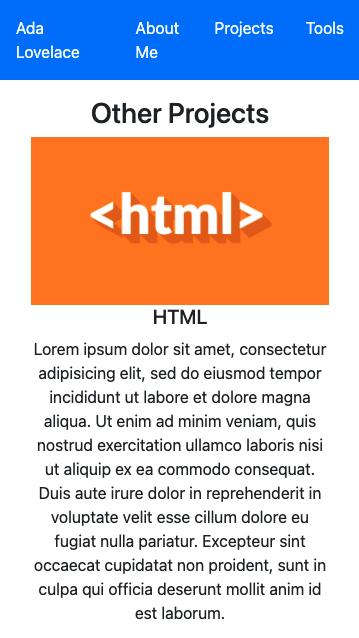 Ada Lovelace
About Me
Projects
Tools
Other Projects
<html>
HTML
Lorem ipsum dolor sit amet, consectetur
adipisicing elit, sed do eiusmod tempor
incididunt ut labore et dolore magna
aliqua. Ut enim ad minim veniam, quis
nostrud exercitation ullamco laboris nisi
ut aliquip ex ea commodo consequat.
Duis aute irure dolor in reprehenderit in
voluptate velit esse cillum dolore eu
fugiat nulla pariatur. Excepteur sint
occaecat cupidatat non proident, sunt in
culpa qui officia deserunt mollit anim id
est laborum.